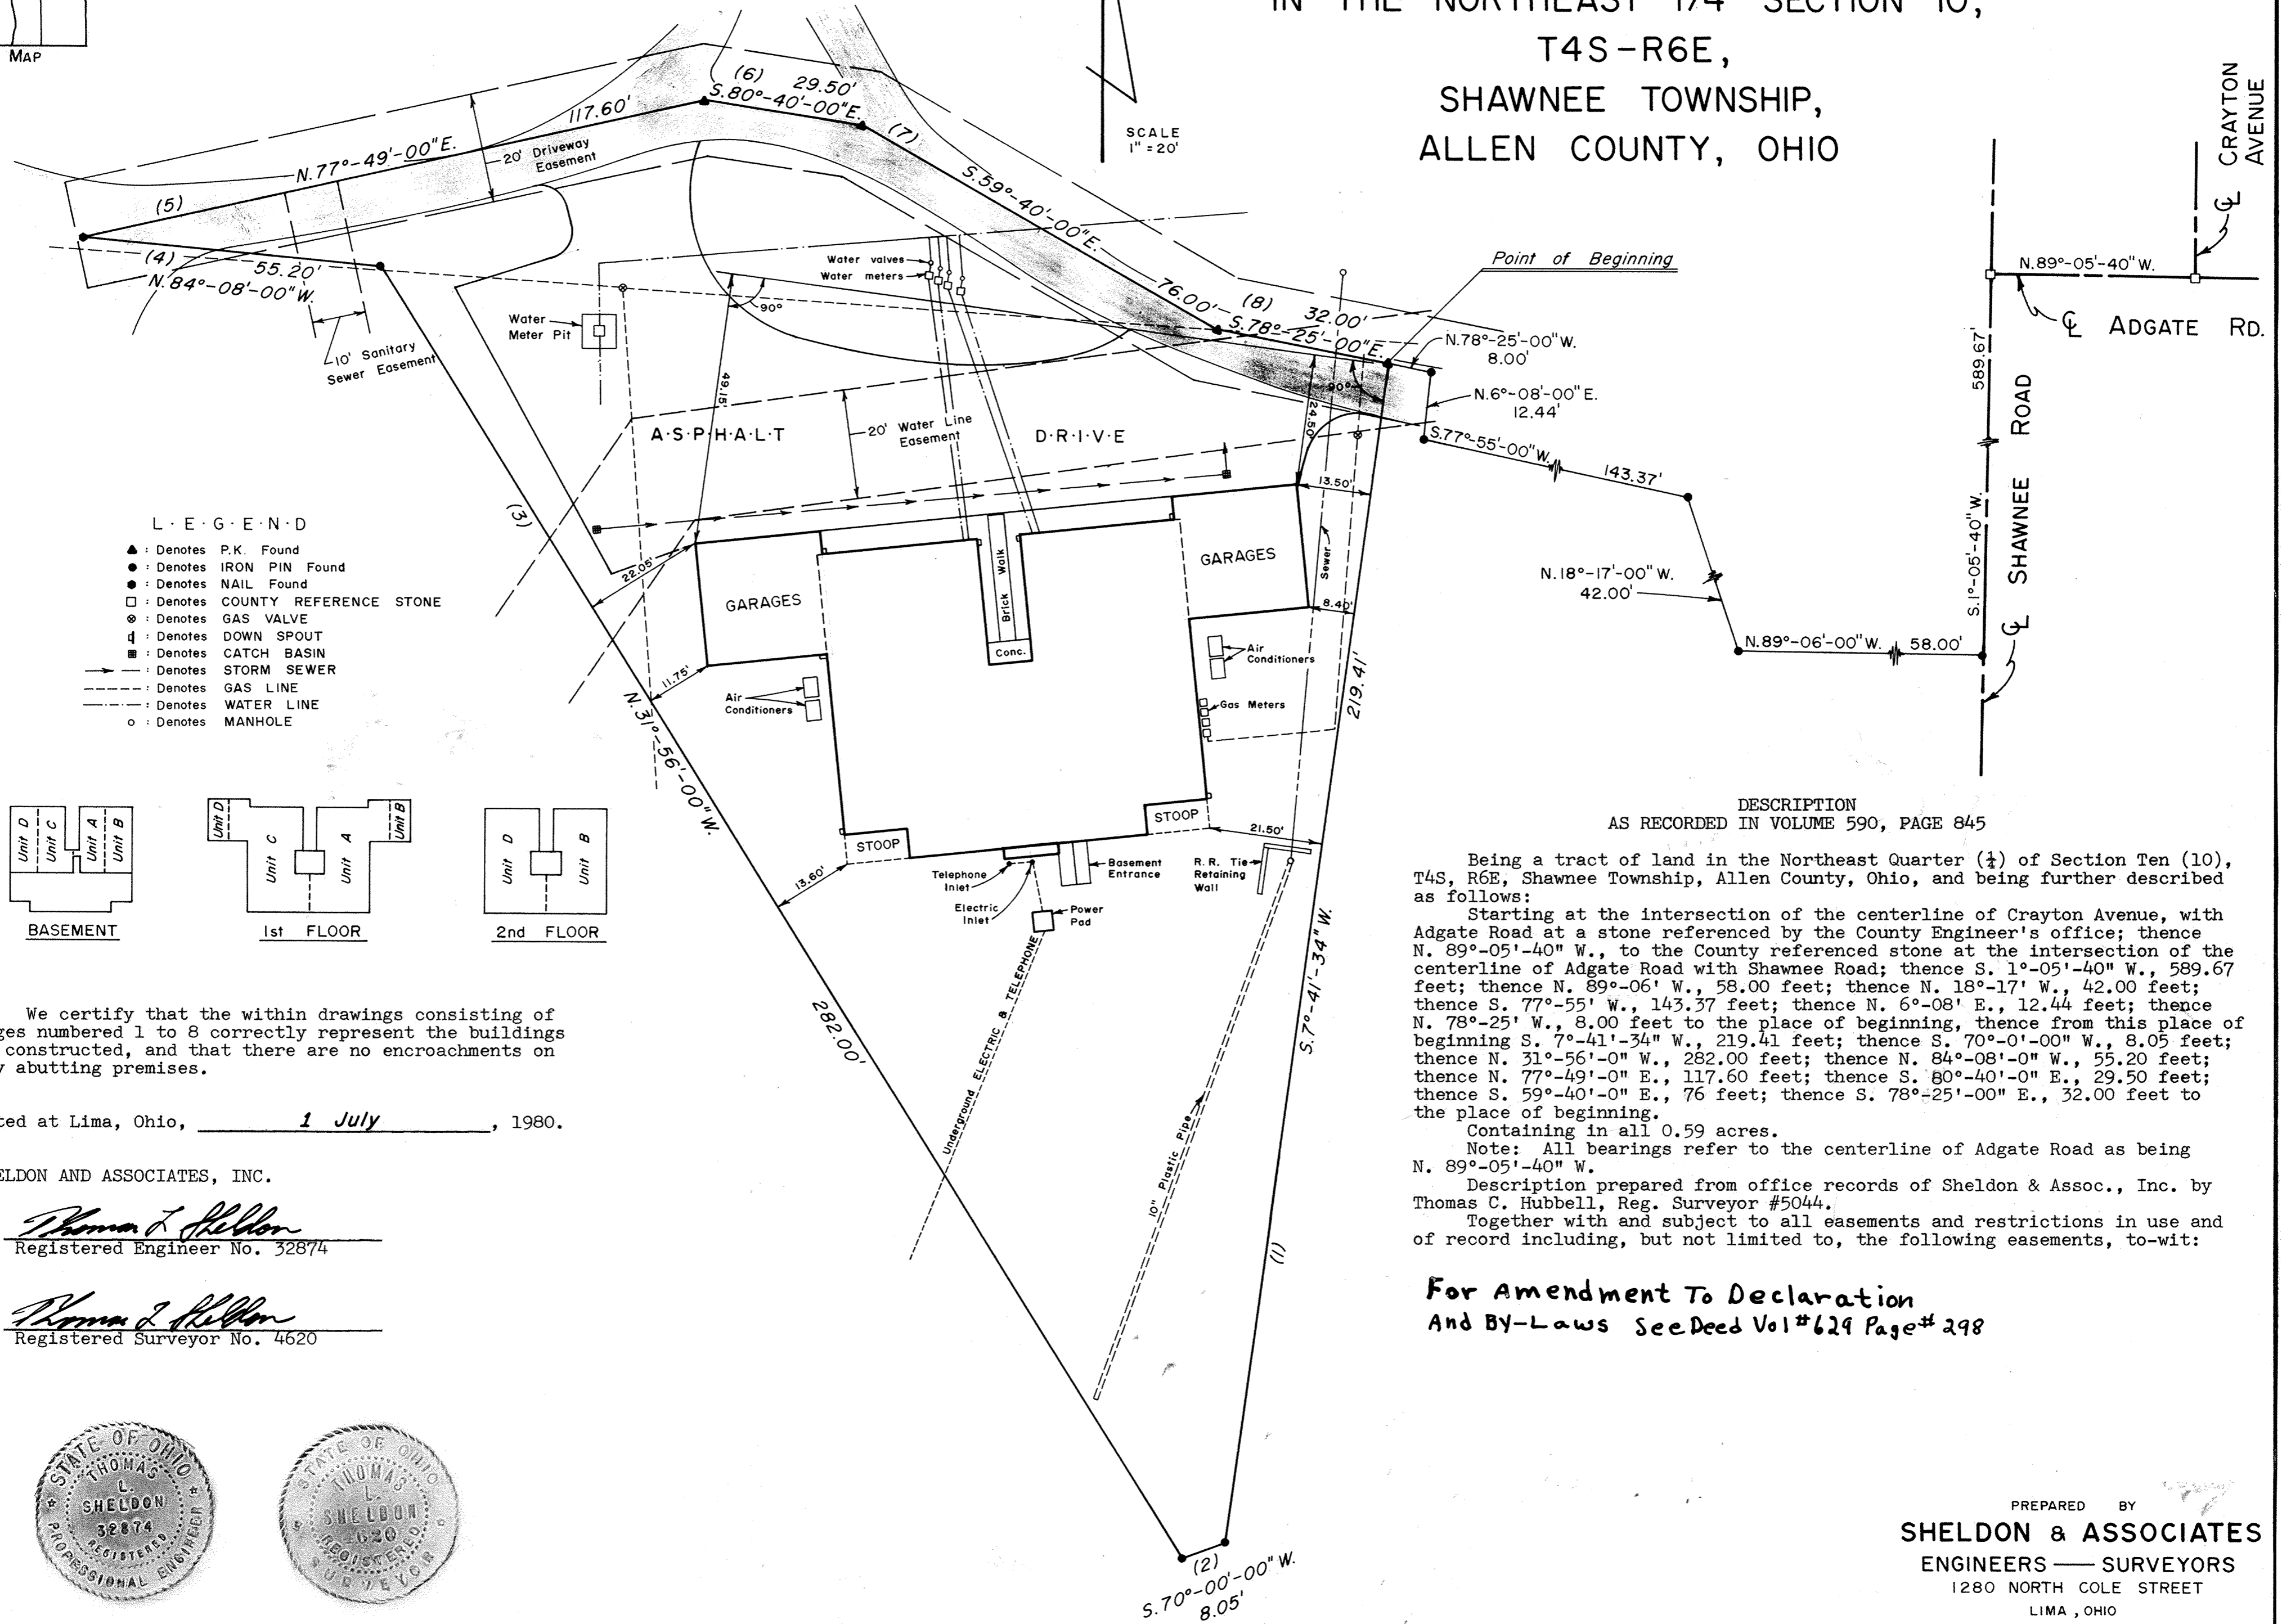 MAP
IN THE NORTHEAST 1/4 SECTION 10,
T4S-R6E,
SHAWNEE TOWNSHIP,
ALLEN COUNTY, OHIO
SCALE
1" = 20'
CRAYTON
AVENUE
N.89°-05'-40"W.
℄ ADGATE RD.
589.67'
S.1°-05'-40"W.
℄ SHAWNEE ROAD
℄
(5)
N.77°-49'-00"E.
117.60'
20' Driveway
Easement
(6) 29.50'
S.80°-40'-00"E.
(7)
S.59°-40'-00"E.
76.00'
(8) 32.00'
S.78°-25'-00"E.
Point of Beginning
N.78°-25'-00"W.
8.00'
N.6°-08'-00"E.
12.44'
S.77°-55'-00"W.
143.37'
N.18°-17'-00"W.
42.00'
N.89°-06'-00"W. 58.00'
(4) 55.20'
N.84°-08'-00"W.
10' Sanitary
Sewer Easement
Water
Meter Pit
Water valves
Water meters
90°
90°
49.15'
24.50'
A·S·P·H·A·L·T D·R·I·V·E
20' Water Line
Easement
13.50'
(3)
22.05'
GARAGES
Brick Walk
Conc.
GARAGES
Sewer
8.40'
11.75'
Air
Conditioners
Air
Conditioners
Gas Meters
219.41'
N.31°-56'-00"W.
STOOP
STOOP
21.50'
13.60'
Telephone
Inlet
Electric
Inlet
Basement
Entrance
Power
Pad
R.R. Tie
Retaining
Wall
282.00'
Underground ELECTRIC & TELEPHONE
10" Plastic Pipe
S.7°-41'-34"W.
(1)
(2)
S.70°-00'-00"W.
8.05'
L·E·G·E·N·D
▲ : Denotes P.K. Found
● : Denotes IRON PIN Found
⬢ : Denotes NAIL Found
□ : Denotes COUNTY REFERENCE STONE
⊗ : Denotes GAS VALVE
: Denotes DOWN SPOUT
▦ : Denotes CATCH BASIN
: Denotes STORM SEWER
: Denotes GAS LINE
: Denotes WATER LINE
○ : Denotes MANHOLE
Unit D
Unit C
Unit A
Unit B
BASEMENT
Unit D
Unit C
Unit A
Unit B
1st FLOOR
Unit D
Unit B
2nd FLOOR
We certify that the within drawings consisting of
ges numbered 1 to 8 correctly represent the buildings
constructed, and that there are no encroachments on
y abutting premises.
ted at Lima, Ohio, 1 July, 1980.
ELDON AND ASSOCIATES, INC.
Thomas L Sheldon
Registered Engineer No. 32874
Thomas L Sheldon
Registered Surveyor No. 4620
STATE OF OHIO
THOMAS
L.
SHELDON
32874
REGISTERED
PROFESSIONAL ENGINEER
STATE OF OHIO
THOMAS
L.
SHELDON
4620
REGISTERED
SURVEYOR
DESCRIPTION
AS RECORDED IN VOLUME 590, PAGE 845
Being a tract of land in the Northeast Quarter (¼) of Section Ten (10),
T4S, R6E, Shawnee Township, Allen County, Ohio, and being further described
as follows:
Starting at the intersection of the centerline of Crayton Avenue, with
Adgate Road at a stone referenced by the County Engineer's office; thence
N. 89°-05'-40" W., to the County referenced stone at the intersection of the
centerline of Adgate Road with Shawnee Road; thence S. 1°-05'-40" W., 589.67
feet; thence N. 89°-06' W., 58.00 feet; thence N. 18°-17' W., 42.00 feet;
thence S. 77°-55' W., 143.37 feet; thence N. 6°-08' E., 12.44 feet; thence
N. 78°-25' W., 8.00 feet to the place of beginning, thence from this place of
beginning S. 7°-41'-34" W., 219.41 feet; thence S. 70°-0'-00" W., 8.05 feet;
thence N. 31°-56'-0" W., 282.00 feet; thence N. 84°-08'-0" W., 55.20 feet;
thence N. 77°-49'-0" E., 117.60 feet; thence S. 80°-40'-0" E., 29.50 feet;
thence S. 59°-40'-0" E., 76 feet; thence S. 78°-25'-00" E., 32.00 feet to
the place of beginning.
Containing in all 0.59 acres.
Note: All bearings refer to the centerline of Adgate Road as being
N. 89°-05'-40" W.
Description prepared from office records of Sheldon & Assoc., Inc. by
Thomas C. Hubbell, Reg. Surveyor #5044.
Together with and subject to all easements and restrictions in use and
of record including, but not limited to, the following easements, to-wit:
For Amendment To Declaration
And By-Laws See Deed Vol #629 Page# 298
PREPARED BY
SHELDON & ASSOCIATES
ENGINEERS — SURVEYORS
1280 NORTH COLE STREET
LIMA, OHIO